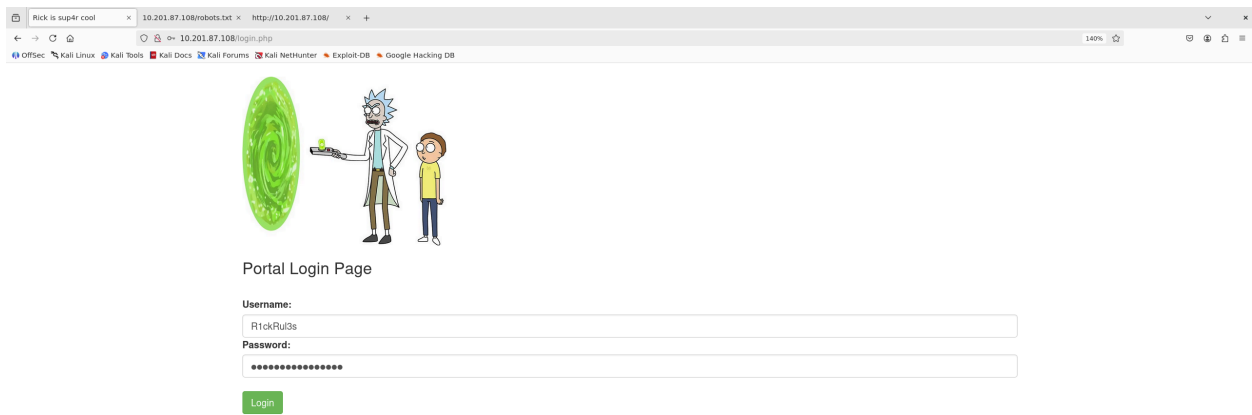 Rick is sup4r cool × 10.201.87.108/robots.txt × http://10.201.87.108/ × +
10.201.87.108/login.php 140%
OffSec Kali Linux Kali Tools Kali Docs Kali Forums Kali NetHunter Exploit-DB Google Hacking DB
Portal Login Page
Username:
R1ckRul3s
Password:
●●●●●●●●●●●●●●●●
Login